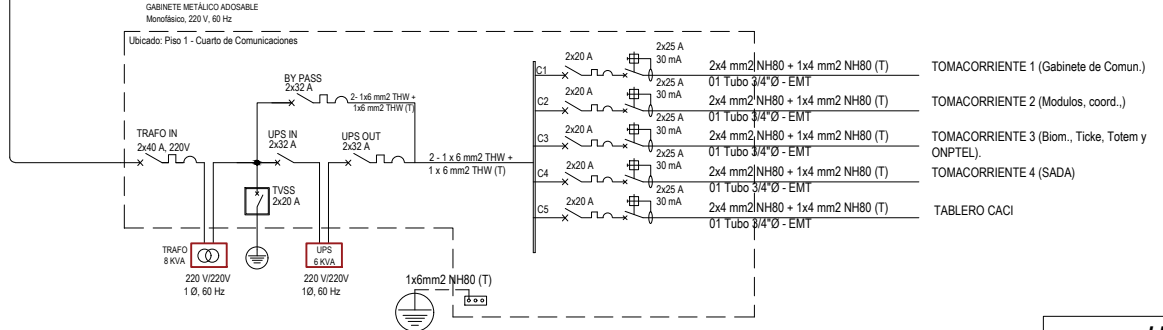 GABINETE METÁLICO ADOSABLE
Monofásico, 220 V, 60 Hz
Ubicado: Piso 1 - Cuarto de Comunicaciones
BY PASS
2x32 A
2- 1x6 mm2 THW +
1x6 mm2 THW (T)
TRAFO IN
2x40 A, 220V
UPS IN
2x32 A
UPS OUT
2x32 A
2 - 1 x 6 mm2 THW +
1 x 6 mm2 THW (T)
TVSS
2x20 A
TRAFO
8 KVA
220 V/220V
1 Ø, 60 Hz
UPS
6 KVA
220 V/220V
1Ø, 60 Hz
1x6mm2 NH80 (T)
C1
2x20 A
2x25 A
30 mA
2x4 mm2 NH80 + 1x4 mm2 NH80 (T)
01 Tubo 3/4"Ø - EMT
TOMACORRIENTE 1 (Gabinete de Comun.)
C2
2x20 A
2x25 A
30 mA
2x4 mm2 NH80 + 1x4 mm2 NH80 (T)
01 Tubo 3/4"Ø - EMT
TOMACORRIENTE 2 (Modulos, coord.,)
C3
2x20 A
2x25 A
30 mA
2x4 mm2 NH80 + 1x4 mm2 NH80 (T)
01 Tubo 3/4"Ø - EMT
TOMACORRIENTE 3 (Biom., Ticke, Totem y
ONPTEL).
C4
2x20 A
2x25 A
30 mA
2x4 mm2 NH80 + 1x4 mm2 NH80 (T)
01 Tubo 3/4"Ø - EMT
TOMACORRIENTE 4 (SADA)
C5
2x20 A
2x25 A
30 mA
2x4 mm2 NH80 + 1x4 mm2 NH80 (T)
01 Tubo 3/4"Ø - EMT
TABLERO CACI